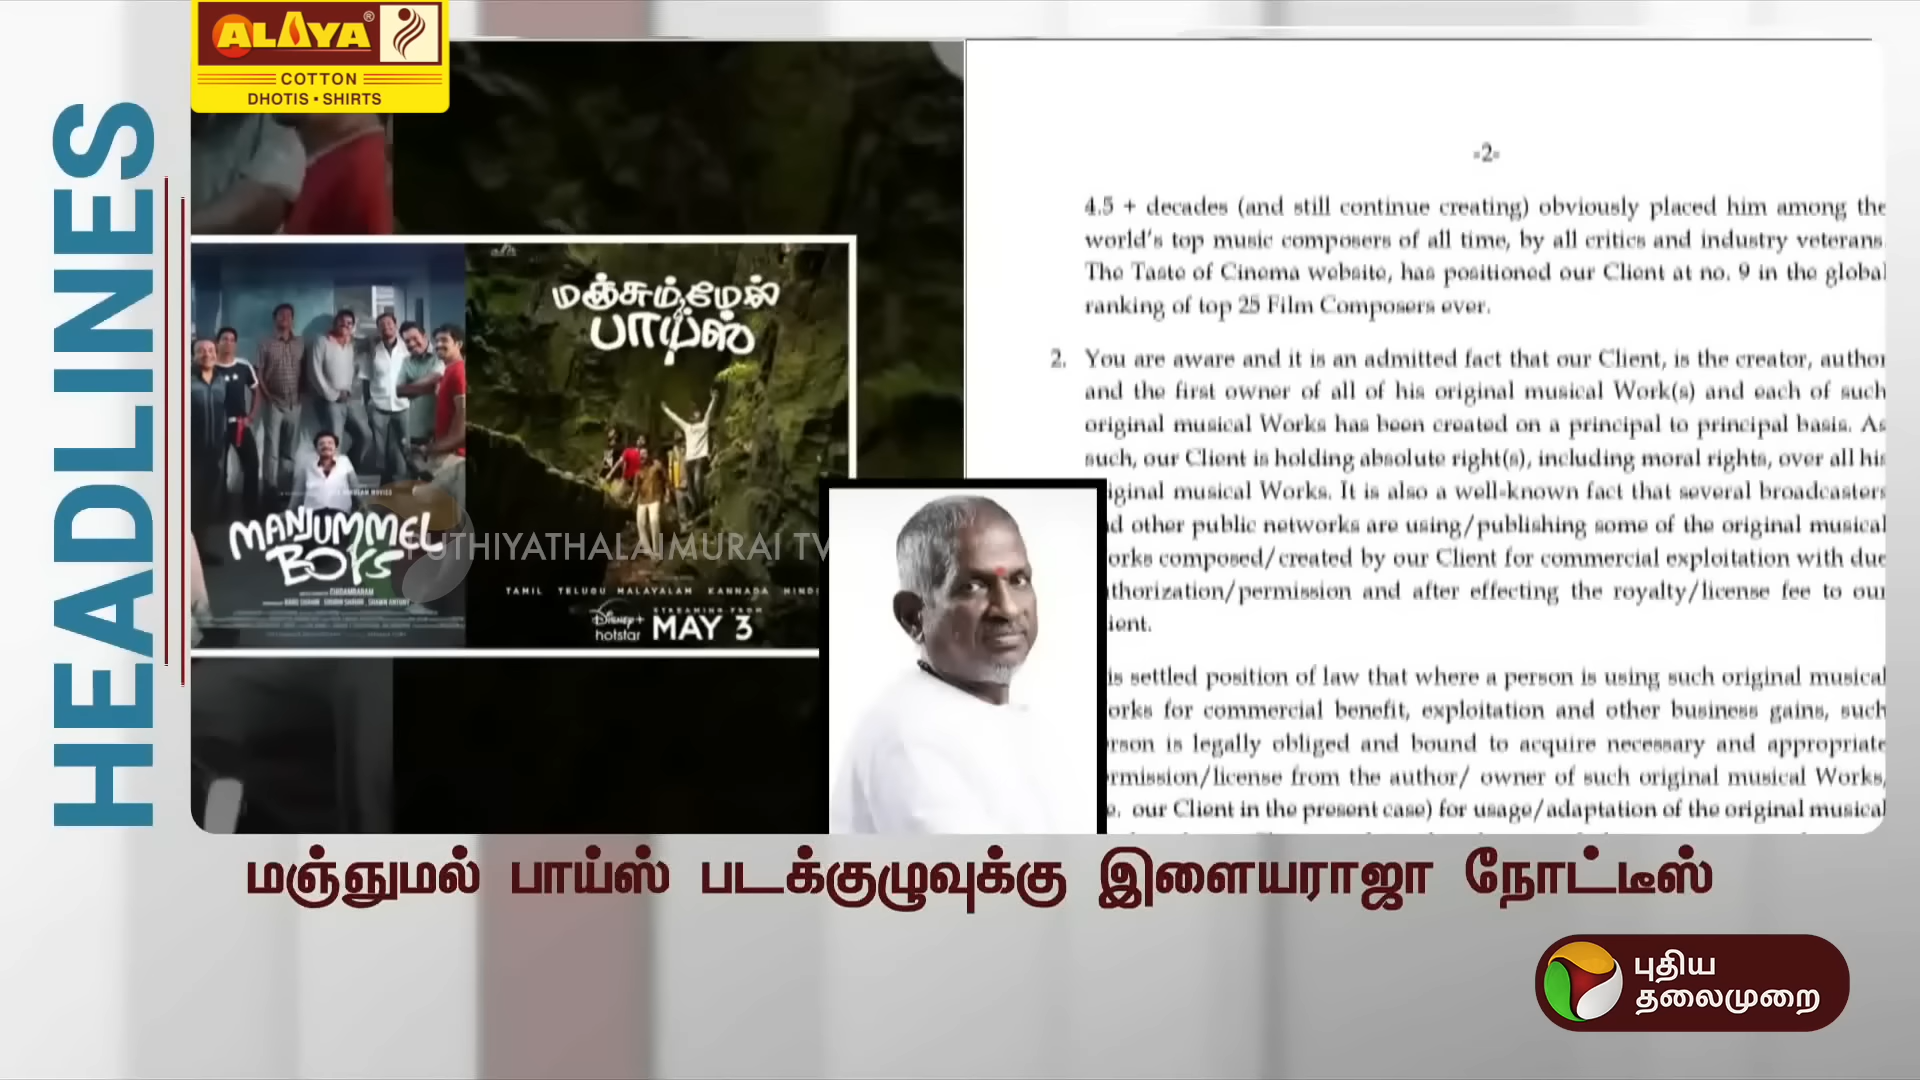 ALAYA®
COTTON
DHOTIS • SHIRTS
HEADLINES
மஞ்சும்மேல்
பாய்ஸ்
MANJUMMEL
BOYS
CHIDAMBARAM
PUTHIYATHALAIMURAI TV
TAMIL TELUGU MALAYALAM KANNADA HINDI
Disney+
hotstar
STREAMING FROM
MAY 3
-2-
4.5 + decades (and still continue creating) obviously placed him among the
world's top music composers of all time, by all critics and industry veterans.
The Taste of Cinema website, has positioned our Client at no. 9 in the global
ranking of top 25 Film Composers ever.
2. You are aware and it is an admitted fact that our Client, is the creator, author
and the first owner of all of his original musical Work(s) and each of such
original musical Works has been created on a principal to principal basis. As
such, our Client is holding absolute right(s), including moral rights, over all his
iginal musical Works. It is also a well-known fact that several broadcasters
d other public networks are using/publishing some of the original musical
orks composed/created by our Client for commercial exploitation with due
thorization/permission and after effecting the royalty/license fee to our
ient.
is settled position of law that where a person is using such original musical
orks for commercial benefit, exploitation and other business gains, such
rson is legally obliged and bound to acquire necessary and appropriate
rmission/license from the author/ owner of such original musical Works,
e. our Client in the present case) for usage/adaptation of the original musical
மஞ்ஞுமல் பாய்ஸ் படக்குழுவுக்கு இளையராஜா நோட்டீஸ்
புதிய
தலைமுறை